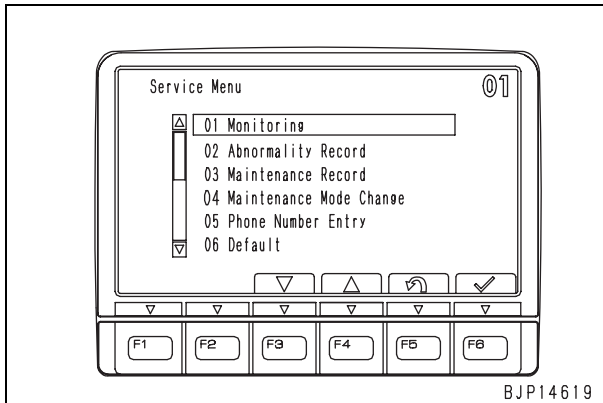 Service Menu 01
01 Monitoring
02 Abnormality Record
03 Maintenance Record
04 Maintenance Mode Change
05 Phone Number Entry
06 Default
F1 F2 F3 F4 F5 F6
BJP14619